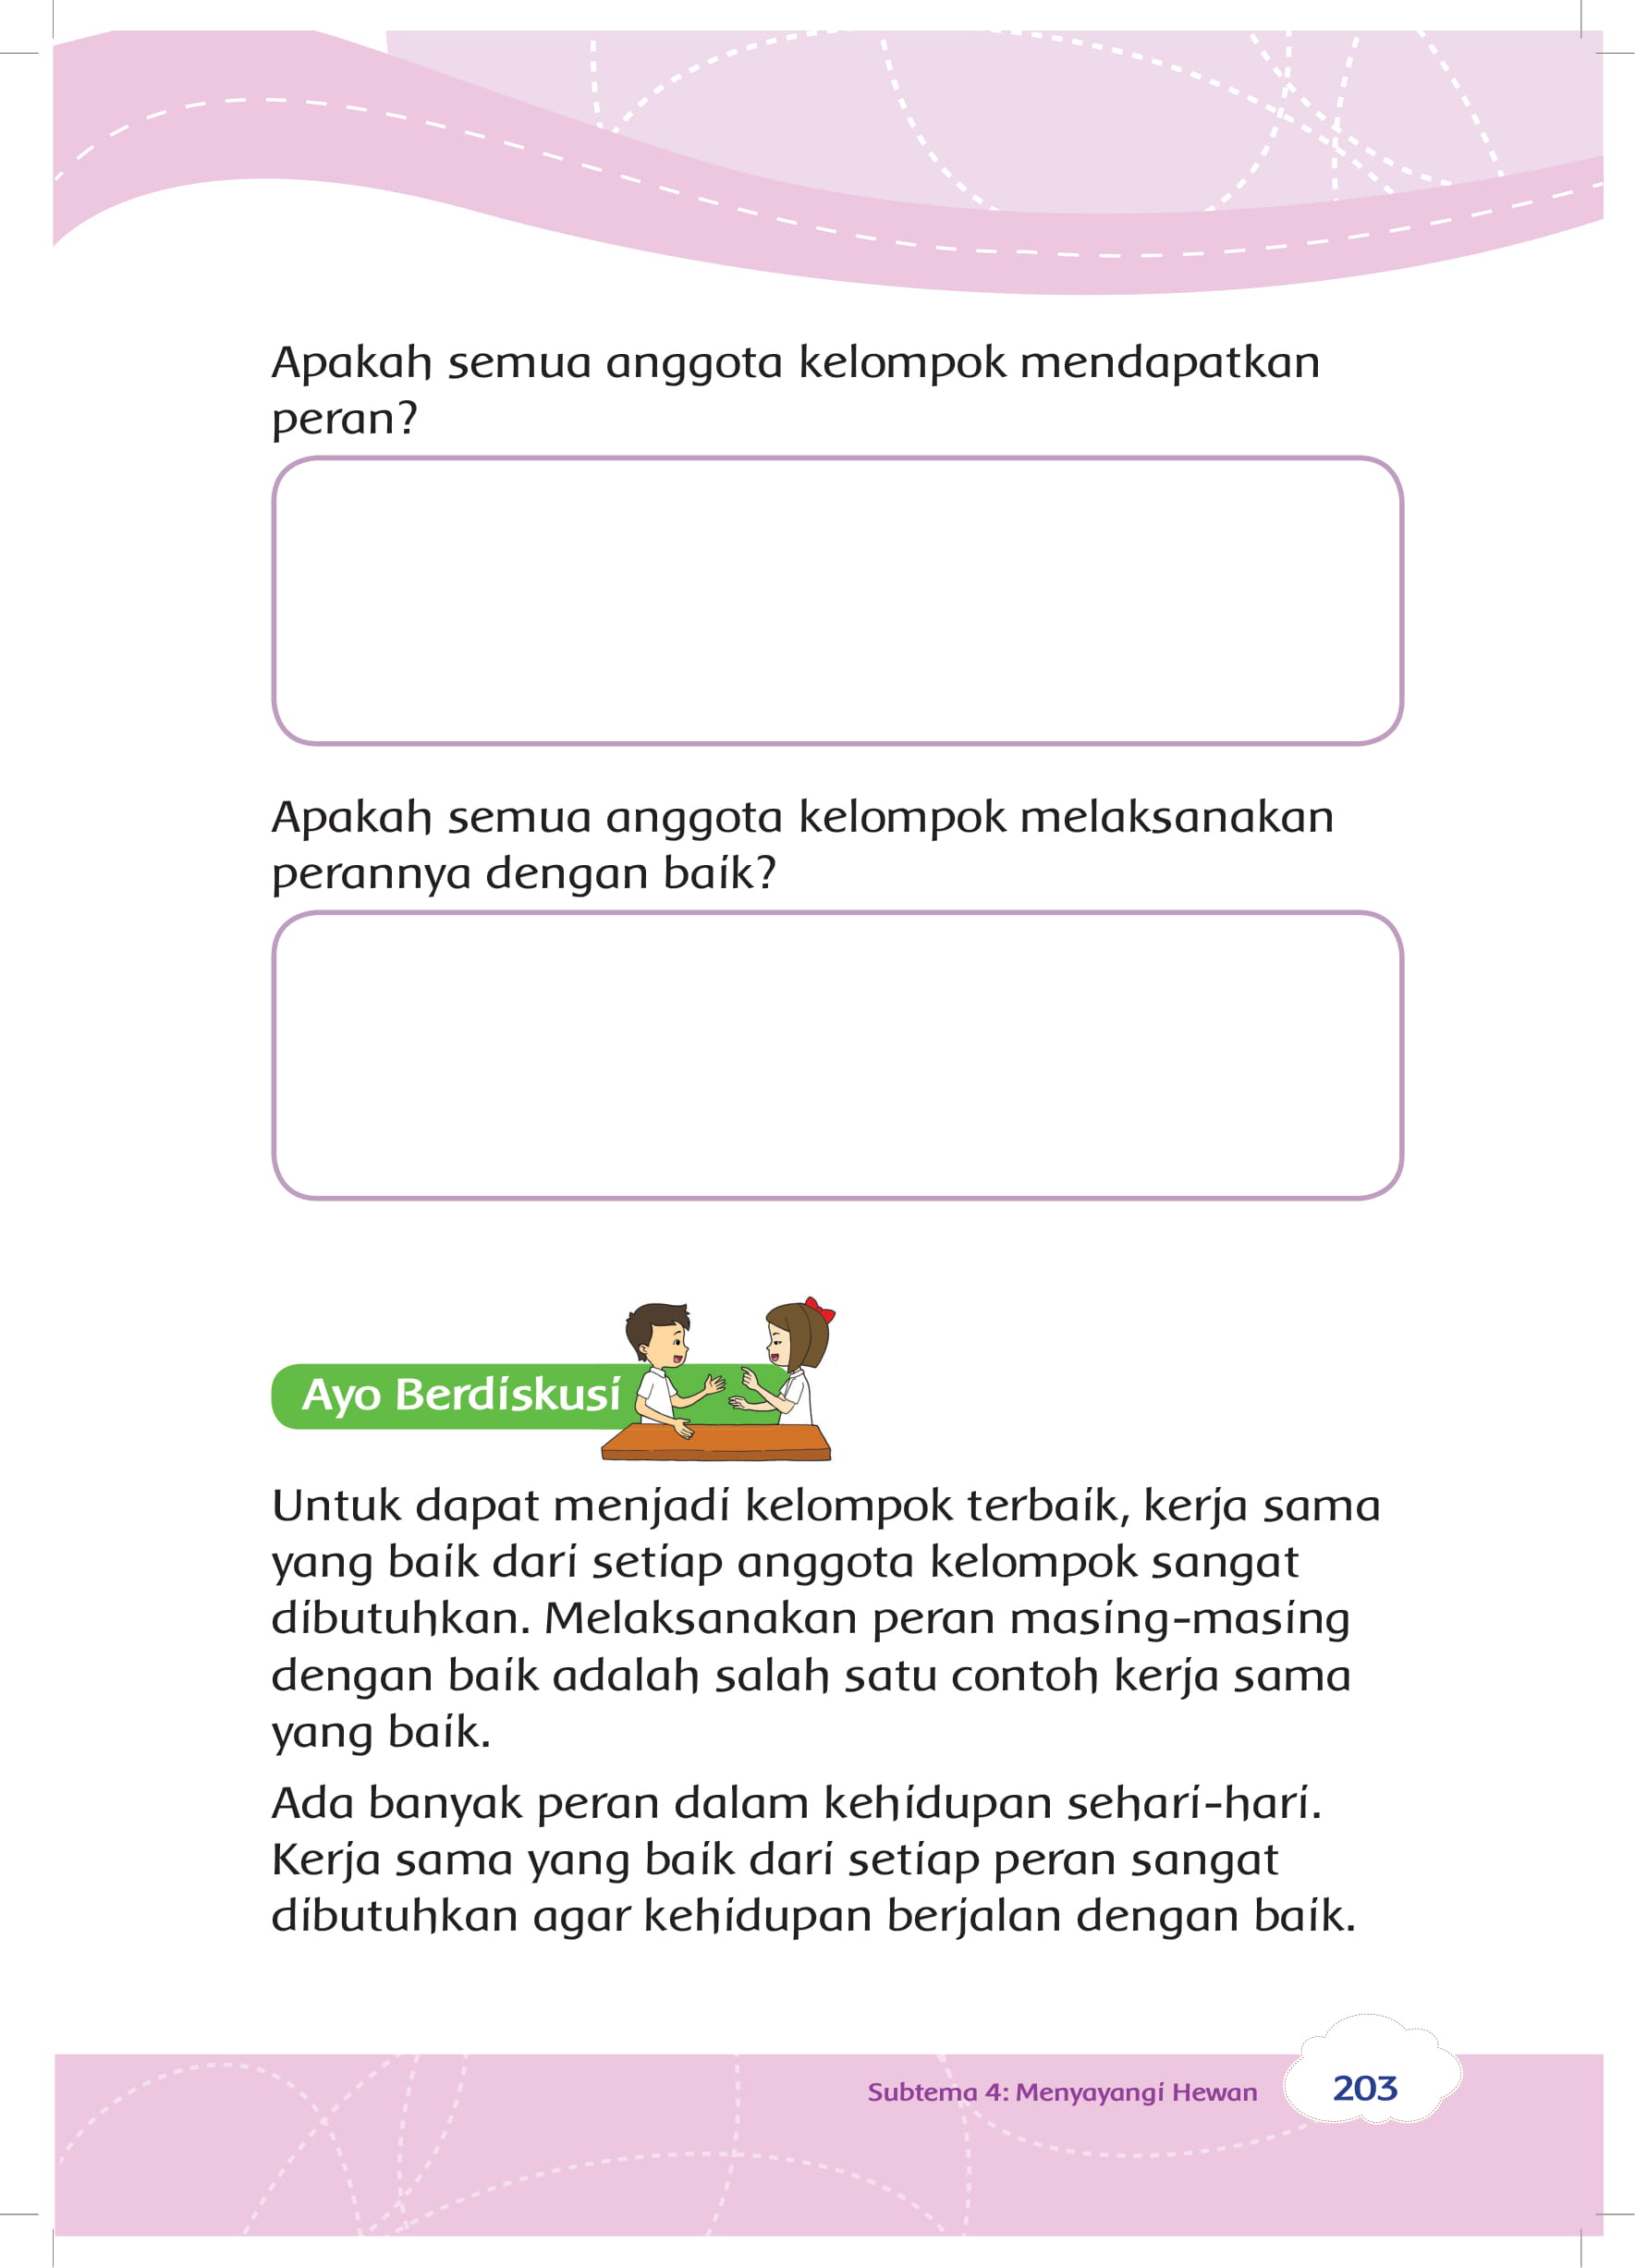 Apakah semua anggota kelompok mendapatkan
peran?
Apakah semua anggota kelompok melaksanakan
perannya dengan baik?
Ayo Berdiskusi
Untuk dapat menjadi kelompok terbaik, kerja sama
yang baik dari setiap anggota kelompok sangat
dibutuhkan. Melaksanakan peran masing-masing
dengan baik adalah salah satu contoh kerja sama
yang baik.
Ada banyak peran dalam kehidupan sehari-hari.
Kerja sama yang baik dari setiap peran sangat
dibutuhkan agar kehidupan berjalan dengan baik.
Subtema 4: Menyayangi Hewan
203